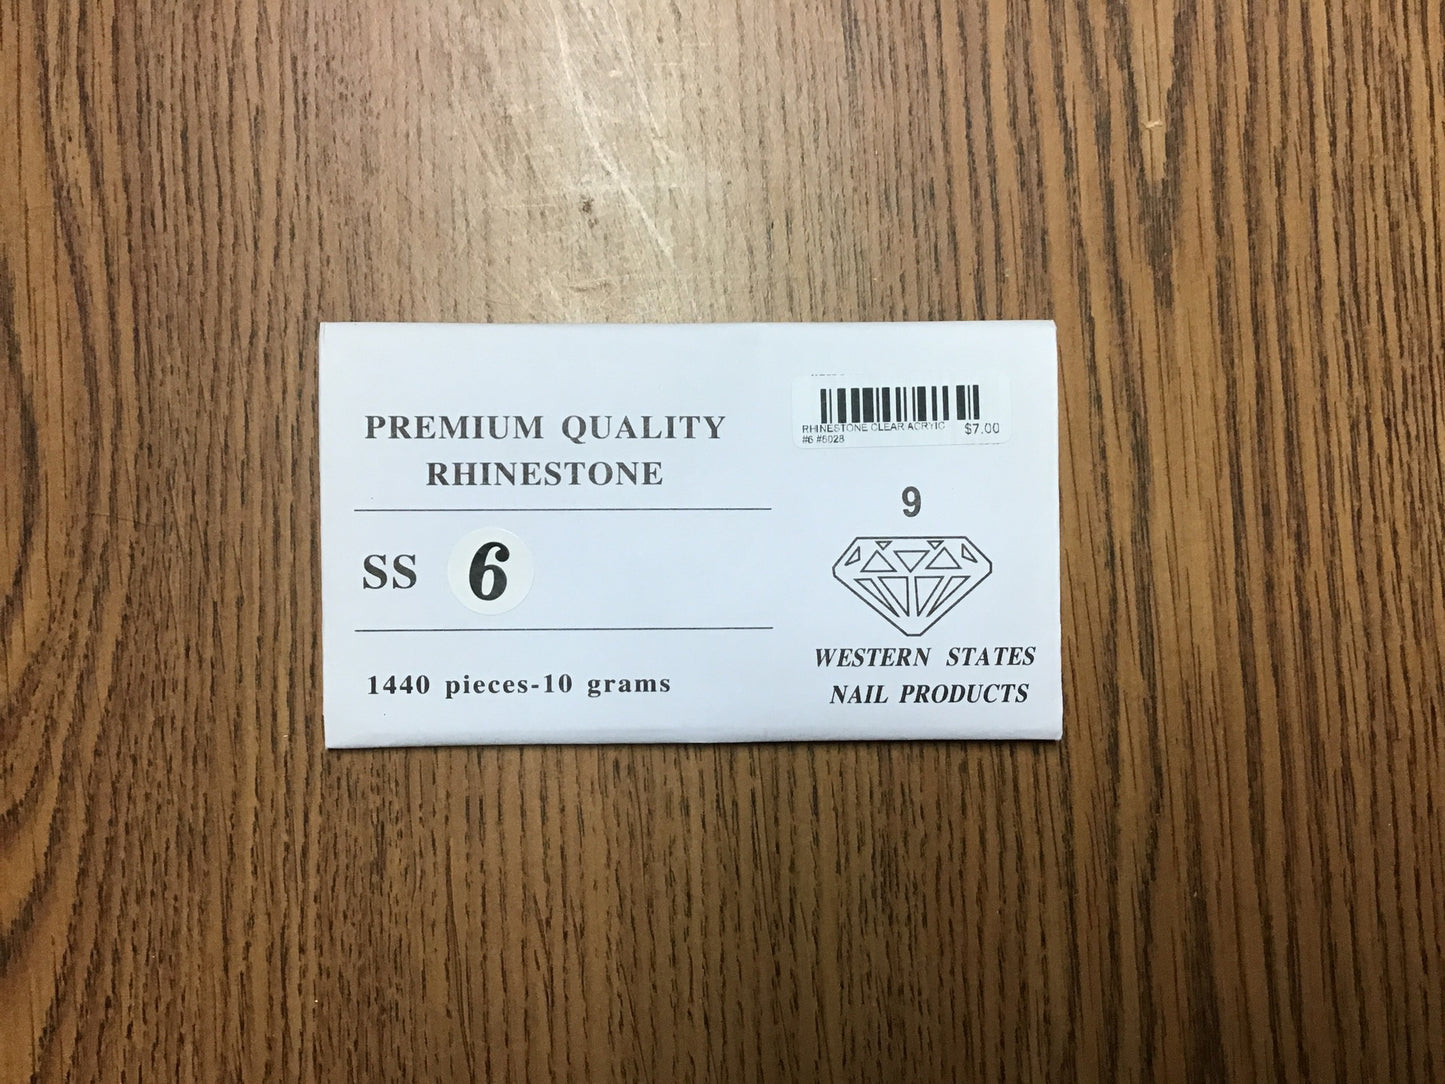 PREMIUM QUALITY
RHINESTONE
SS 6
1440 pieces-10 grams
RHINESTONE CLEAR ACRYIC $7.00
#6 #6028
9
WESTERN STATES
NAIL PRODUCTS